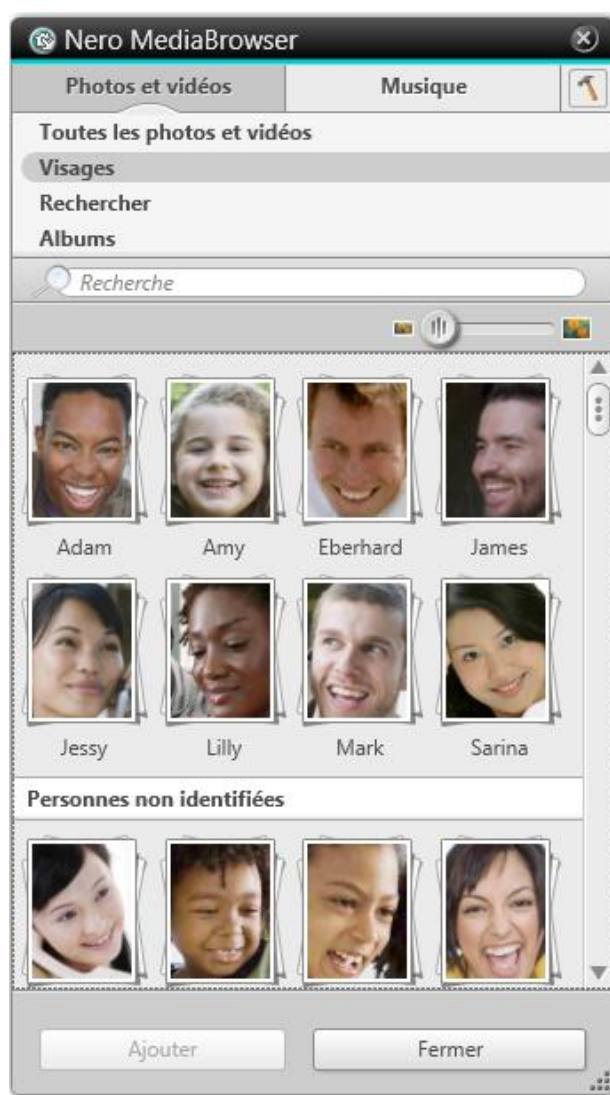 Nero MediaBrowser
Photos et vidéos Musique
Toutes les photos et vidéos
Visages
Rechercher
Albums
Recherche
Adam Amy Eberhard James
Jessy Lilly Mark Sarina
Personnes non identifiées
Ajouter Fermer